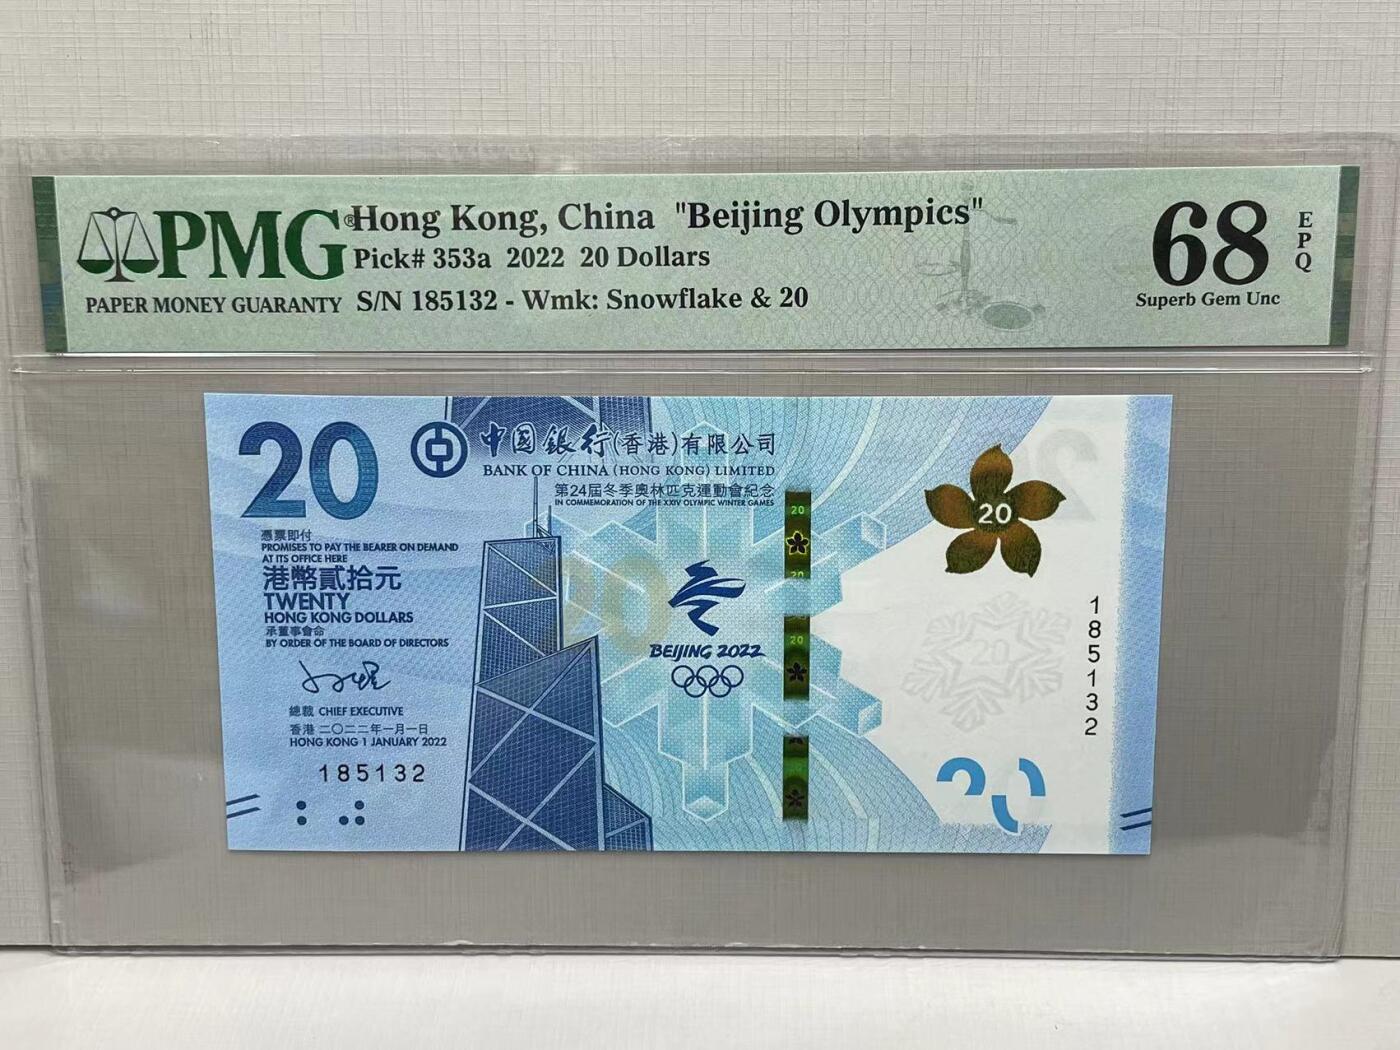 PMG®
PAPER MONEY GUARANTY
Hong Kong, China "Beijing Olympics"
Pick# 353a 2022 20 Dollars
S/N 185132 - Wmk: Snowflake & 20
68
EPQ
Superb Gem Unc
20
中國銀行(香港)有限公司
BANK OF CHINA (HONG KONG) LIMITED
第24屆冬季奧林匹克運動會紀念
IN COMMEMORATION OF THE XXIV OLYMPIC WINTER GAMES
憑票即付
PROMISES TO PAY THE BEARER ON DEMAND
AT ITS OFFICE HERE
港幣貳拾元
TWENTY
HONG KONG DOLLARS
承董事會命
BY ORDER OF THE BOARD OF DIRECTORS
總裁 CHIEF EXECUTIVE
香港 二〇二二年一月一日
HONG KONG 1 JANUARY 2022
185132
20
BEIJING 2022
20
20
20
20
185132
20